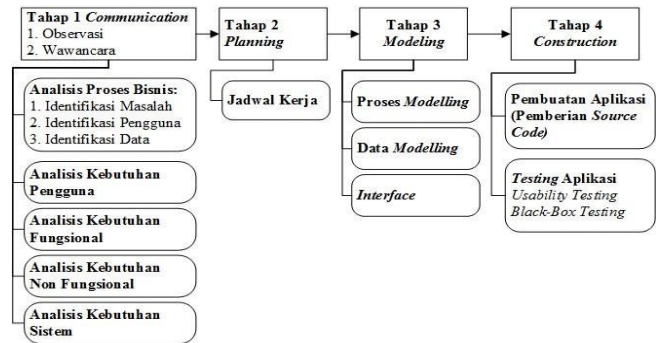 Tahap 1 Communication
1. Observasi
2. Wawancara
Analisis Proses Bisnis:
1. Identifikasi Masalah
2. Identifikasi Pengguna
3. Identifikasi Data
Analisis Kebutuhan
Pengguna
Analisis Kebutuhan
Fungsional
Analisis Kebutuhan
Non Fungsional
Analisis Kebutuhan
Sistem
Tahap 2
Planning
Jadwal Kerja
Tahap 3
Modeling
Proses Modelling
Data Modelling
Interface
Tahap 4
Construction
Pembuatan Aplikasi
(Pemberian Source
Code)
Testing Aplikasi
Usability Testing
Black-Box Testing